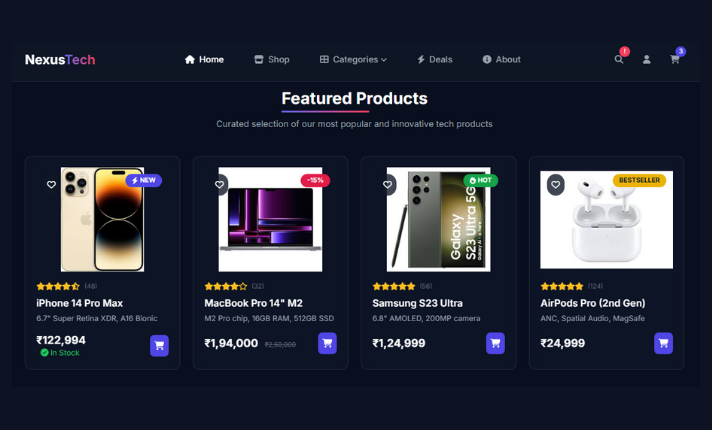 NexusTech Home Shop Categories Deals About ! 3
Featured Products
Curated selection of our most popular and innovative tech products
NEW
-15%
HOT
BESTSELLER
Galaxy
S23 Ultra 5G
(48)
iPhone 14 Pro Max
6.7" Super Retina XDR, A16 Bionic
₹122,994
In Stock
(32)
MacBook Pro 14" M2
M2 Pro chip, 16GB RAM, 512GB SSD
₹1,94,000 ₹2,50,000
(56)
Samsung S23 Ultra
6.8" AMOLED, 200MP camera
₹1,24,999
(124)
AirPods Pro (2nd Gen)
ANC, Spatial Audio, MagSafe
₹24,999